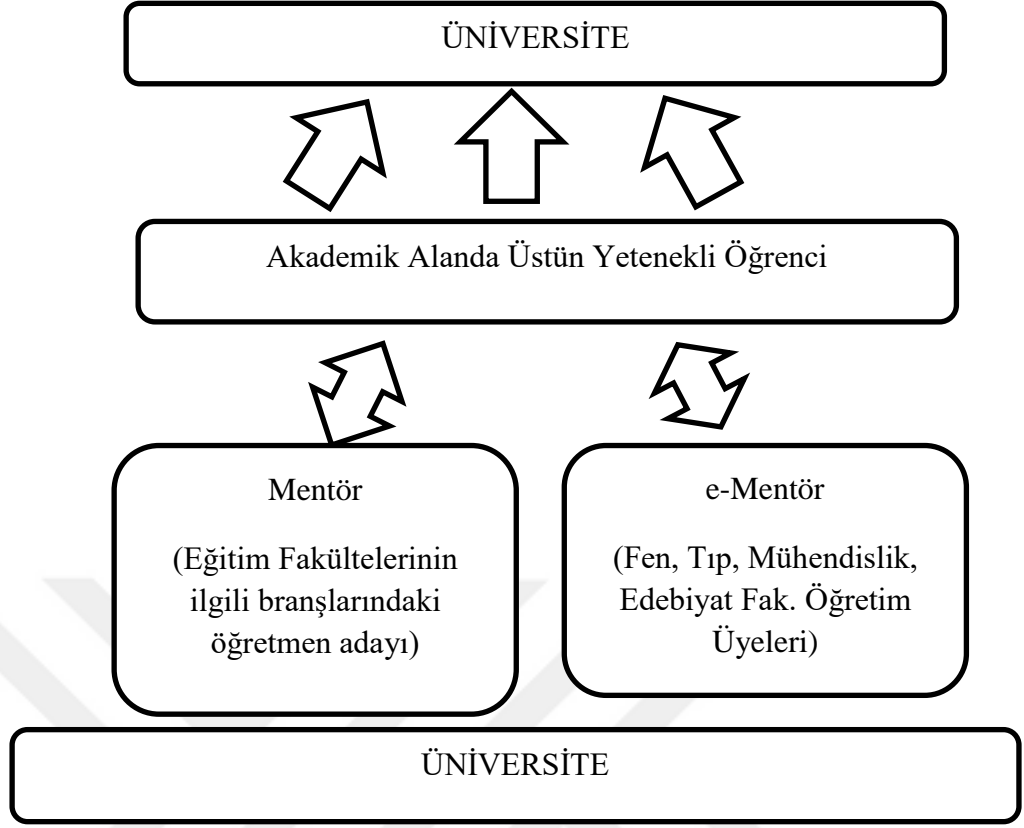 ÜNİVERSİTE
Akademik Alanda Üstün Yetenekli Öğrenci
Mentör
(Eğitim Fakültelerinin
ilgili branşlarındaki
öğretmen adayı)
e-Mentör
(Fen, Tıp, Mühendislik,
Edebiyat Fak. Öğretim
Üyeleri)
ÜNİVERSİTE